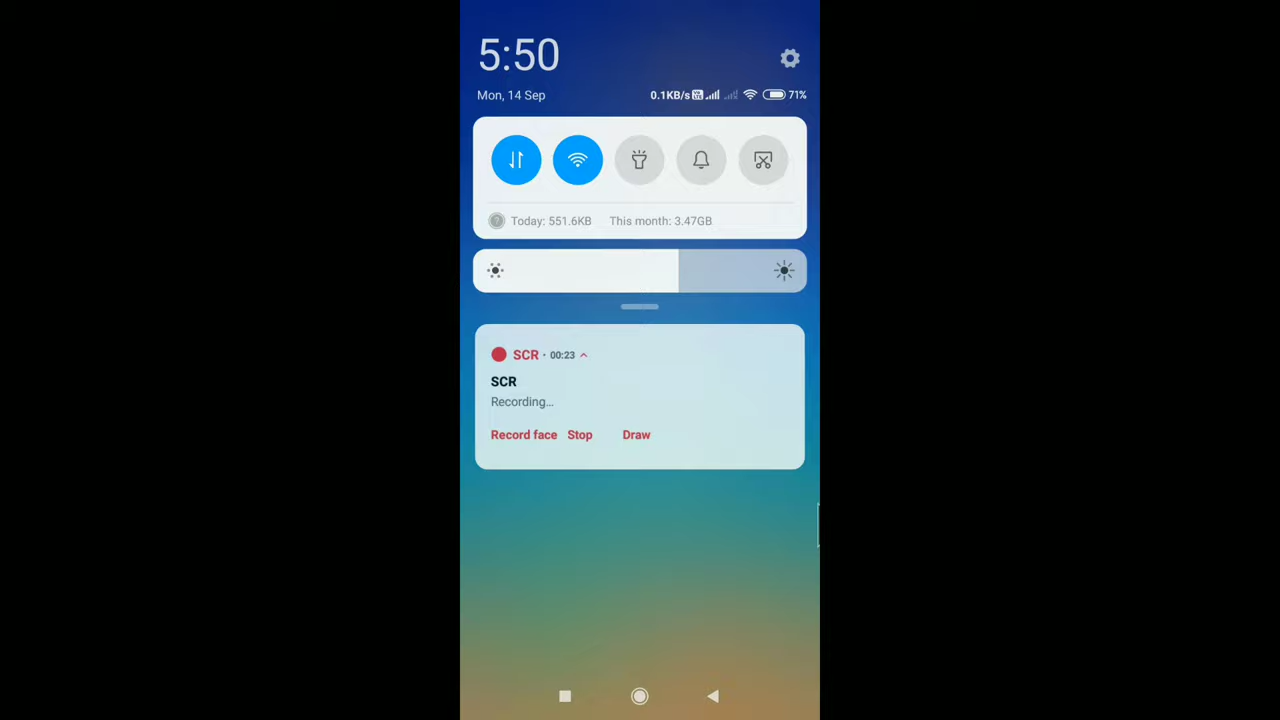 5:50
Mon, 14 Sep
0.1KB/s 71%
Today: 551.6KB This month: 3.47GB
SCR · 00:23
SCR
Recording...
Record face Stop Draw